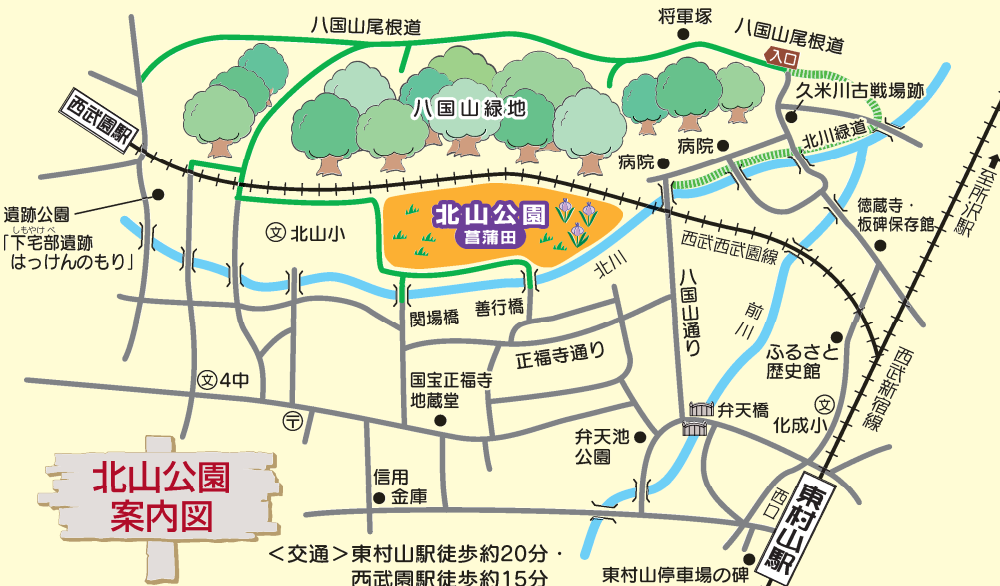 八国山尾根道
将軍塚
八国山尾根道
入口
久米川古戦場跡
西武園駅
八国山緑地
北川緑道
病院
病院
至所沢駅
遺跡公園
しもやけべ
「下宅部遺跡
はっけんのもり」
文 北山小
北山公園
菖蒲田
徳蔵寺・
板碑保存館
西武西武園線
北川
八国山通り
関場橋
善行橋
前川
正福寺通り
ふるさと
歴史館
西武新宿線
文4中
国宝正福寺
地蔵堂
〒
弁天橋
文
化成小
弁天池
公園
北山公園
案内図
信用
金庫
西口
東村山駅
<交通>東村山駅徒歩約20分・
西武園駅徒歩約15分
東村山停車場の碑